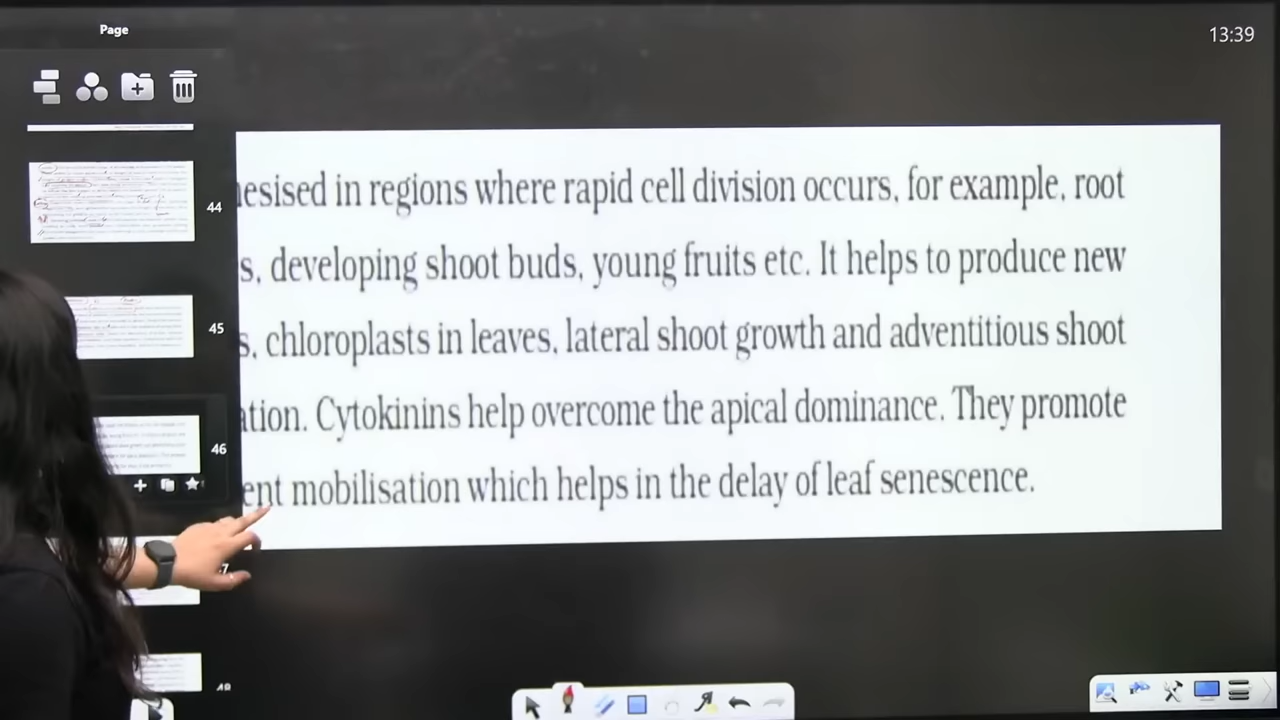 Page
13:39
44
45
46
esised in regions where rapid cell division occurs, for example, root
s, developing shoot buds, young fruits etc. It helps to produce new
s, chloroplasts in leaves, lateral shoot growth and adventitious shoot
ation. Cytokinins help overcome the apical dominance. They promote
ent mobilisation which helps in the delay of leaf senescence.